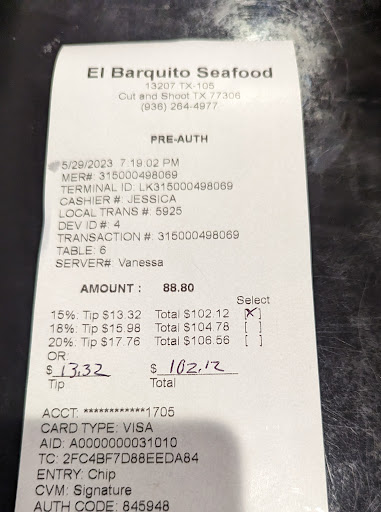 El Barquito Seafood
13207 TX-105
Cut and Shoot TX 77306
(936) 264-4977
PRE-AUTH
5/29/2023 7:19:02 PM
MER#: 315000498069
TERMINAL ID: LK315000498069
CASHIER #: JESSICA
LOCAL TRANS #: 5925
DEV ID #: 4
TRANSACTION #: 315000498069
TABLE: 6
SERVER#: Vanessa
AMOUNT : 88.80
Select
15%: Tip $13.32 Total $102.12 [X]
18%: Tip $15.98 Total $104.78 [ ]
20%: Tip $17.76 Total $106.56 [ ]
OR:
$ 13.32 $ 102.12
Tip Total
ACCT: ************1705
CARD TYPE: VISA
AID: A0000000031010
TC: 2FC4BF7D88EEDA84
ENTRY: Chip
CVM: Signature
AUTH CODE: 845948